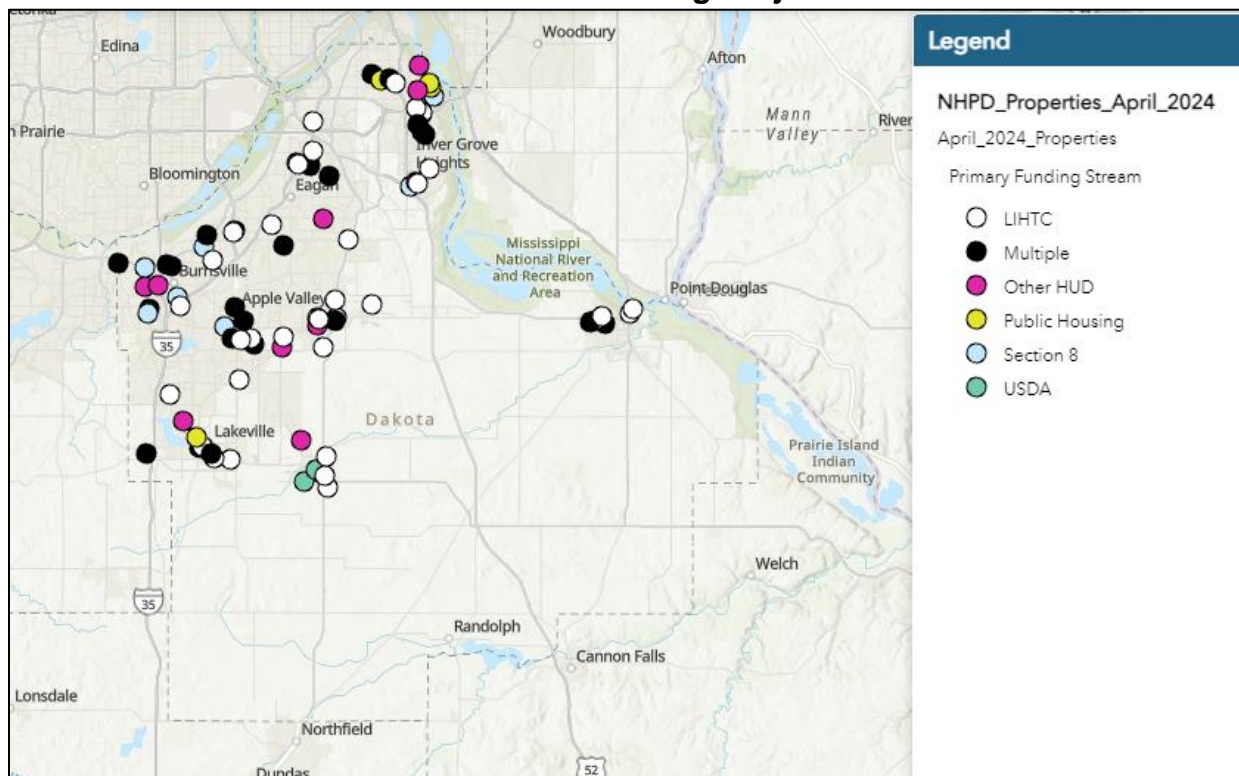 Woodbury
Edina
Afton
Mann
Valley
Prairie
River
Inver Grove
Heights
Bloomington
Eagan
Mississippi
National River
and Recreation
Area
Burnsville
Point Douglas
Apple Valley
35
Dakota
Lakeville
Prairie Island
Indian
Community
Welch
35
Randolph
Cannon Falls
Lonsdale
Northfield
Dundas
52
Legend
NHPD_Properties_April_2024
April_2024_Properties
Primary Funding Stream
LIHTC
Multiple
Other HUD
Public Housing
Section 8
USDA